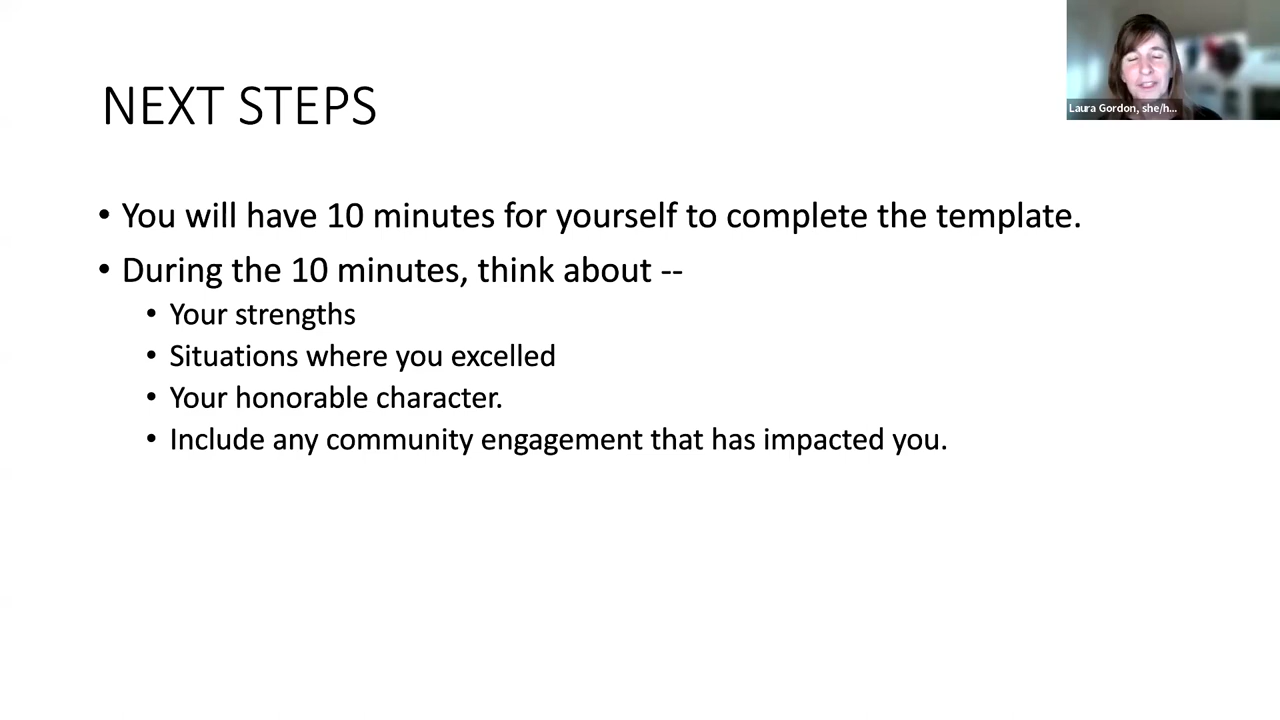 NEXT STEPS
Laura Gordon, she/h...
• You will have 10 minutes for yourself to complete the template.
• During the 10 minutes, think about --
• Your strengths
• Situations where you excelled
• Your honorable character.
• Include any community engagement that has impacted you.